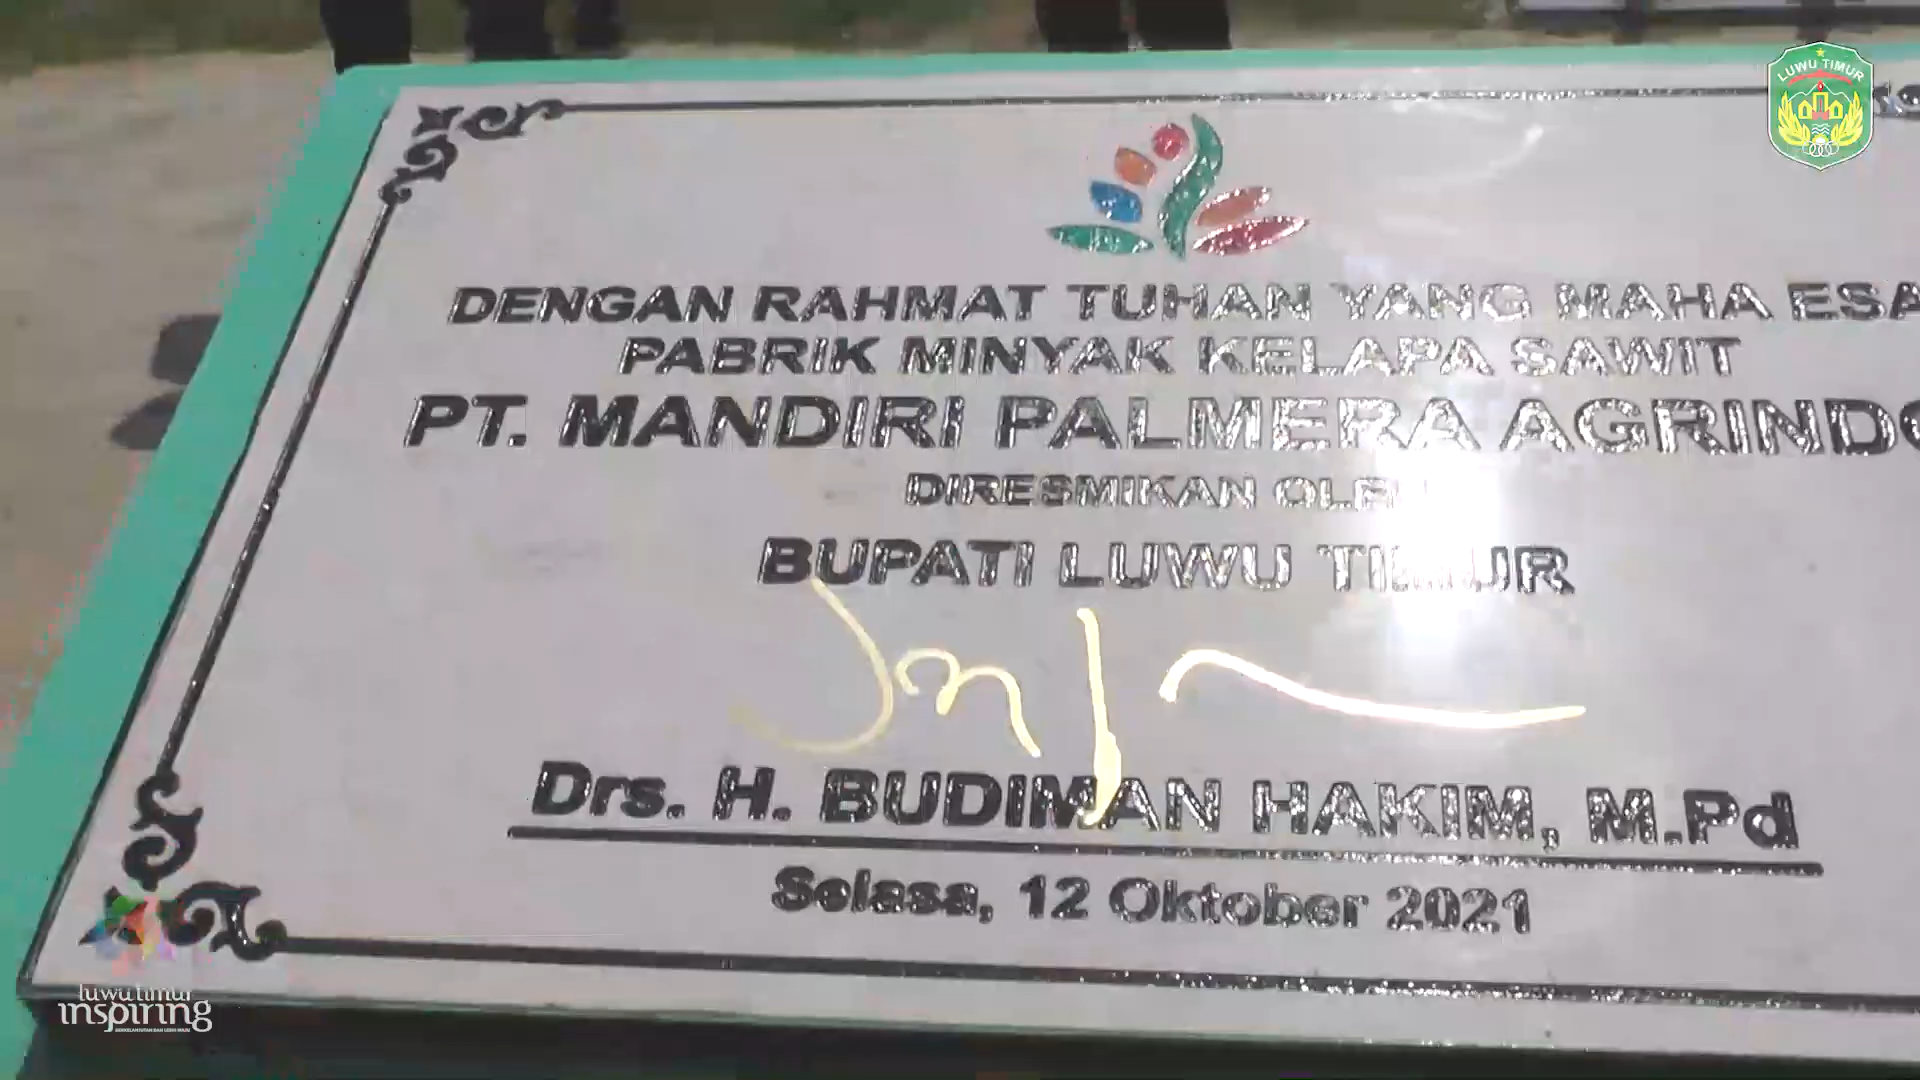 LUWU TIMUR
DENGAN RAHMAT TUHAN YANG MAHA ESA
PABRIK MINYAK KELAPA SAWIT
PT. MANDIRI PALMERA AGRINDO
DIRESMIKAN OLEH
BUPATI LUWU TIMUR
Drs. H. BUDIMAN HAKIM, M.Pd
Selasa, 12 Oktober 2021
luwu timur
inspiring